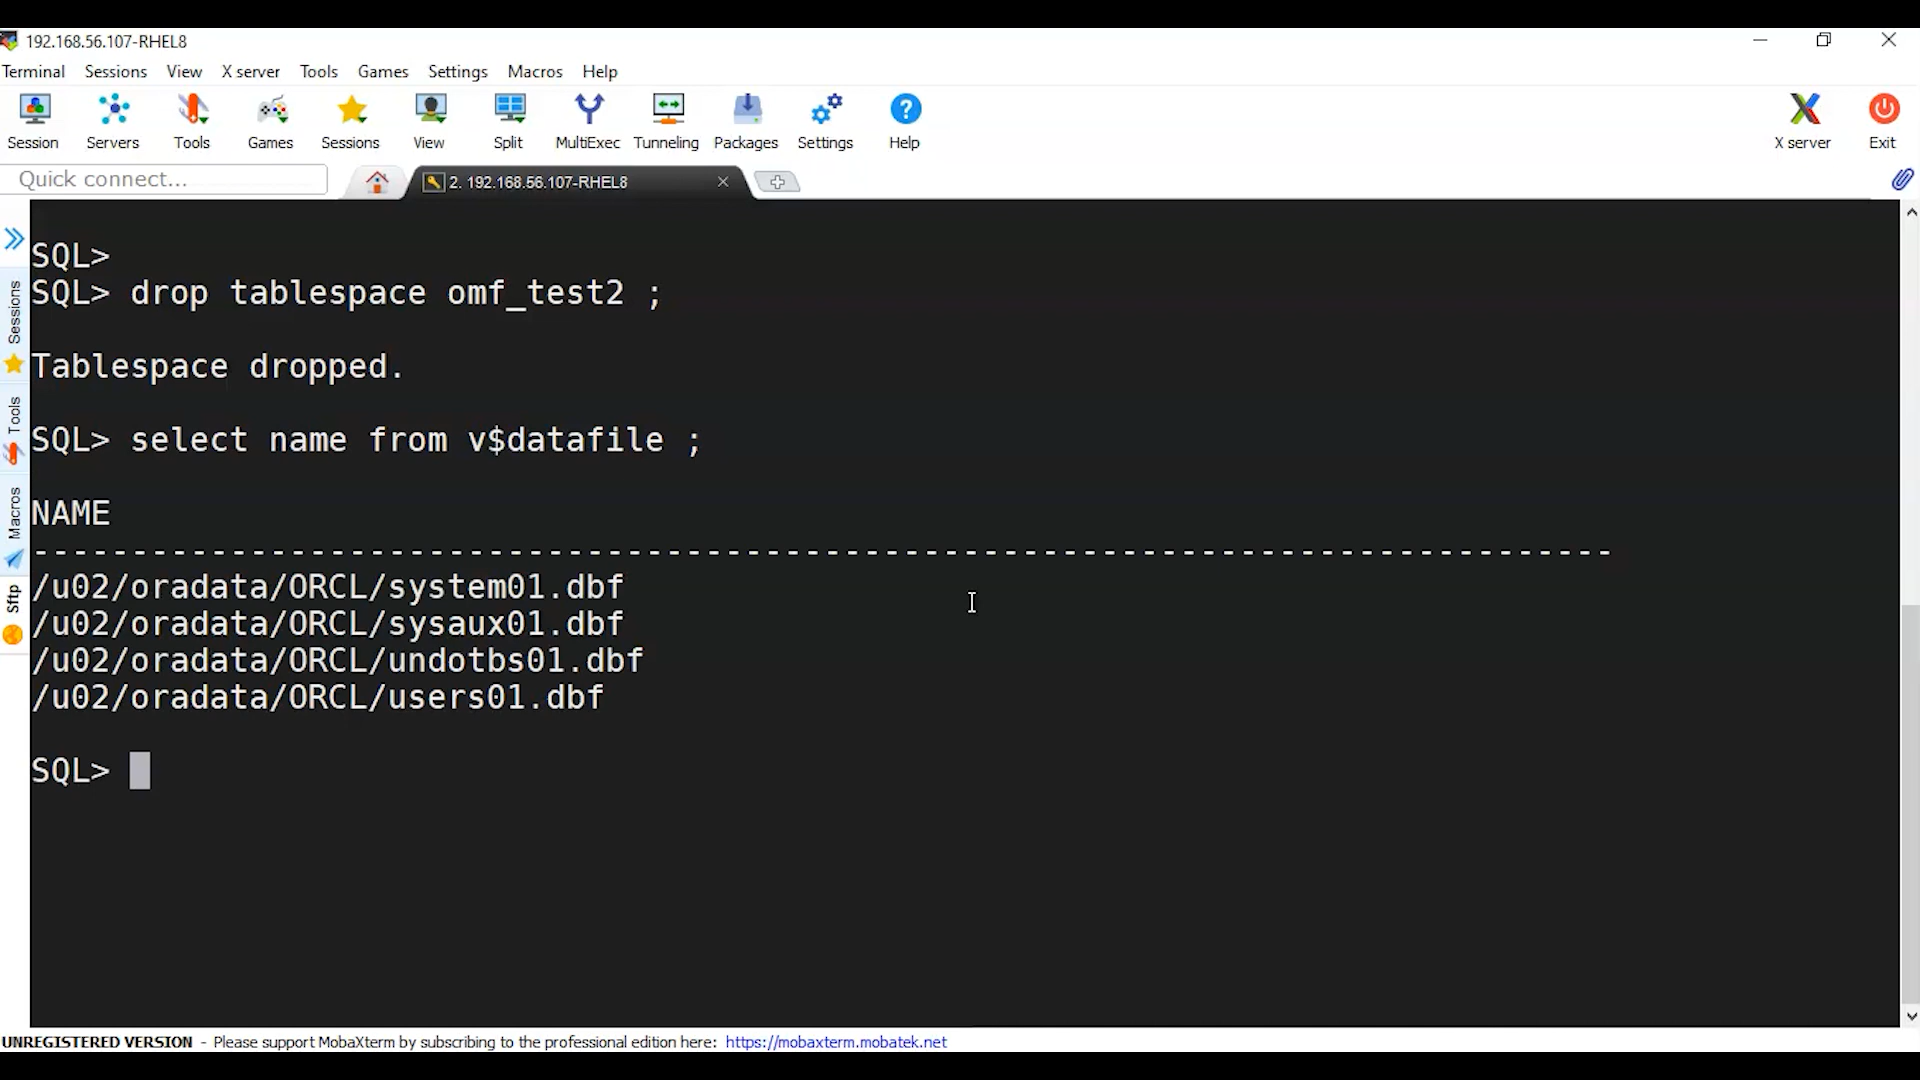 192.168.56.107-RHEL8
Terminal Sessions View X server Tools Games Settings Macros Help
Session Servers Tools Games Sessions View Split MultiExec Tunneling Packages Settings Help X server Exit
Quick connect...
2. 192.168.56.107-RHEL8
Sessions
Tools
Macros
Sftp
SQL>
SQL> drop tablespace omf_test2 ;
Tablespace dropped.
SQL> select name from v$datafile ;
NAME
--------------------------------------------------------------------------------
/u02/oradata/ORCL/system01.dbf
/u02/oradata/ORCL/sysaux01.dbf
/u02/oradata/ORCL/undotbs01.dbf
/u02/oradata/ORCL/users01.dbf
SQL>
UNREGISTERED VERSION - Please support MobaXterm by subscribing to the professional edition here: https://mobaxterm.mobatek.net